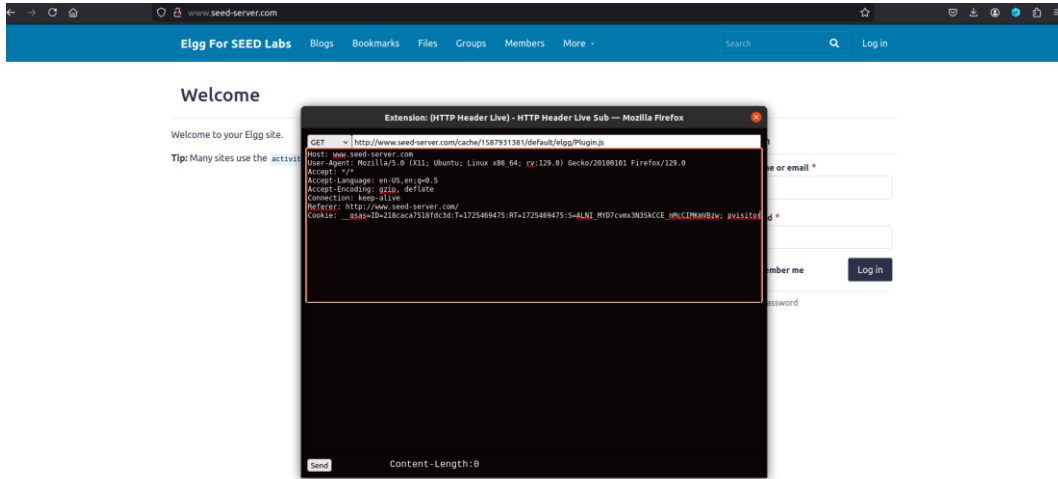 www.seed-server.com
Elgg For SEED Labs Blogs Bookmarks Files Groups Members More Search Log in
Welcome
Welcome to your Elgg site.
Tip: Many sites use the activit
Extension: (HTTP Header Live) - HTTP Header Live Sub — Mozilla Firefox
GET http://www.seed-server.com/cache/1587931381/default/elgg/Plugin.js
Host: www.seed-server.com
User-Agent: Mozilla/5.0 (X11; Ubuntu; Linux x86_64; rv:129.0) Gecko/20100101 Firefox/129.0
Accept: */*
Accept-Language: en-US,en;q=0.5
Accept-Encoding: gzip, deflate
Connection: keep-alive
Referer: http://www.seed-server.com/
Cookie: __gsas=ID=218caca7518fdc3d:T=1725469475:RT=1725469475:S=ALNI_MYD7cvmx3N3SkCCE_nMcCIMKmVBzw; pvisitor
n
e or email *
d *
ember me Log in
assword
Send Content-Length:0